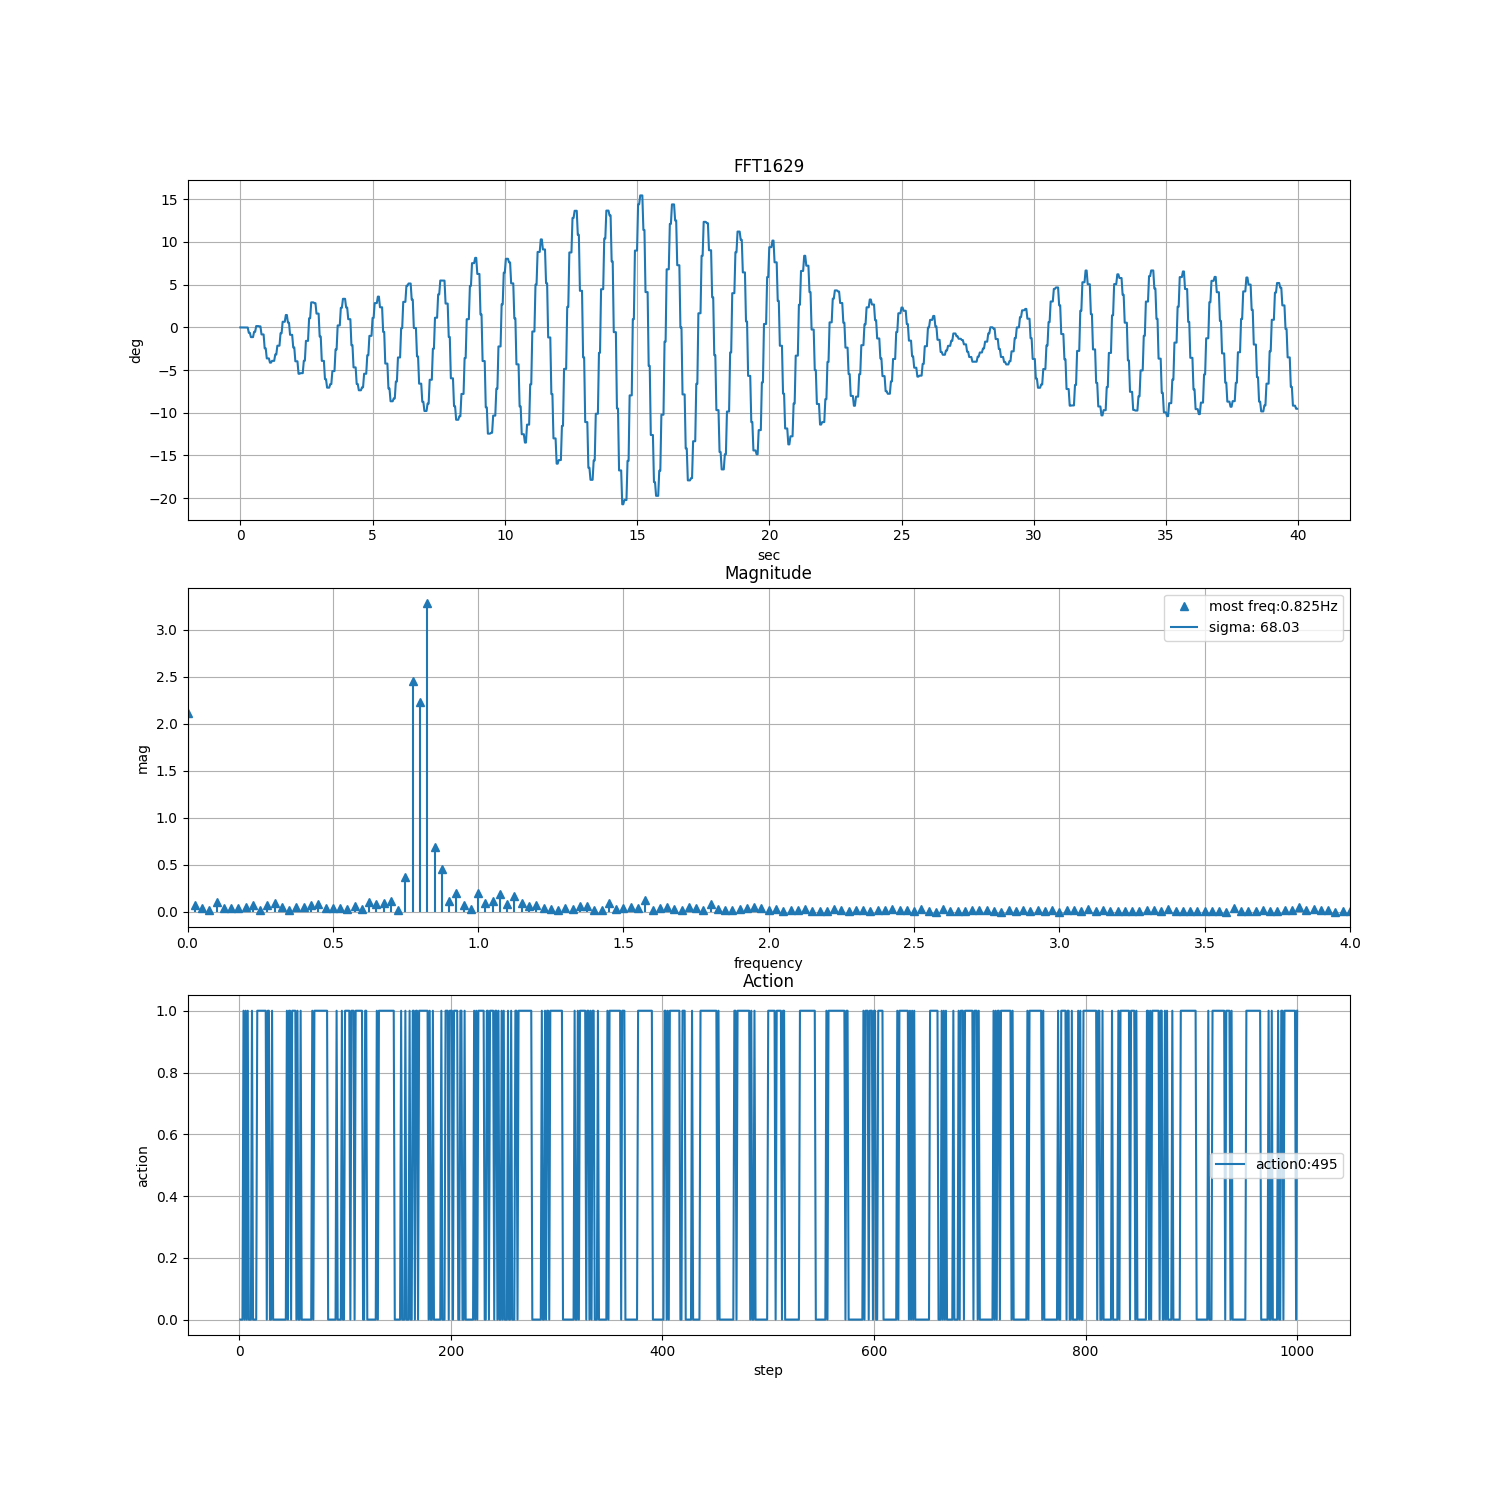 FFT1629
15
10
5
0
−5
−10
−15
−20
deg
0 5 10 15 20 25 30 35 40
sec
Magnitude
most freq:0.825Hz
sigma: 68.03
3.0
2.5
2.0
1.5
1.0
0.5
0.0
mag
0.0 0.5 1.0 1.5 2.0 2.5 3.0 3.5 4.0
frequency
Action
1.0
0.8
0.6
0.4
0.2
0.0
action
action0:495
0 200 400 600 800 1000
step